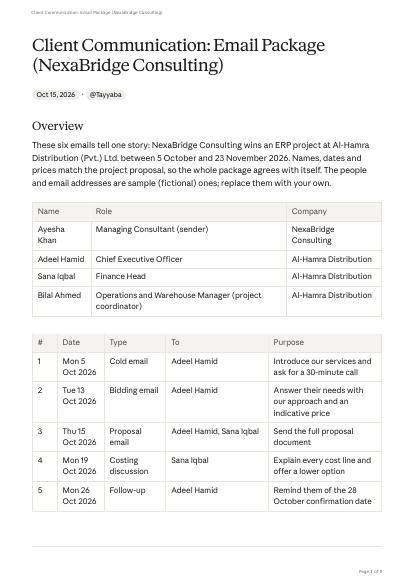 Client Communication: Email Package (NexaBridge Consulting)
Client Communication: Email Package
(NexaBridge Consulting)
Oct 15, 2026 · @Tayyaba
Overview
These six emails tell one story: NexaBridge Consulting wins an ERP project at Al-Hamra
Distribution (Pvt.) Ltd. between 5 October and 23 November 2026. Names, dates and
prices match the project proposal, so the whole package agrees with itself. The people
and email addresses are sample (fictional) ones; replace them with your own.
Name Role Company
Ayesha Managing Consultant (sender) NexaBridge
Khan Consulting
Adeel Hamid Chief Executive Officer Al-Hamra Distribution
Sana Iqbal Finance Head Al-Hamra Distribution
Bilal Ahmed Operations and Warehouse Manager (project Al-Hamra Distribution
coordinator)
# Date Type To Purpose
1 Mon 5 Cold email Adeel Hamid Introduce our services and
Oct 2026 ask for a 30-minute call
2 Tue 13 Bidding email Adeel Hamid Answer their needs with
Oct 2026 our approach and an
indicative price
3 Thu 15 Proposal Adeel Hamid, Sana Iqbal Send the full proposal
Oct 2026 email document
4 Mon 19 Costing Sana Iqbal Explain every cost line and
Oct 2026 discussion offer a lower option
5 Mon 26 Follow-up Adeel Hamid Remind them of the 28
Oct 2026 October confirmation date